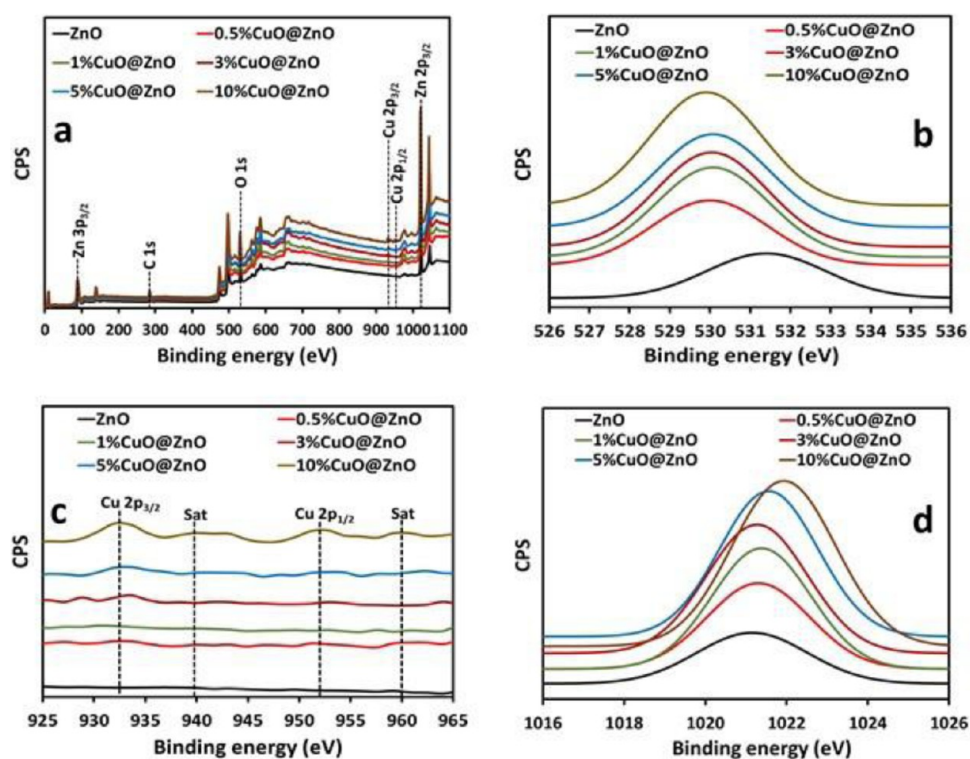 ZnO 0.5%CuO@ZnO
1%CuO@ZnO 3%CuO@ZnO
5%CuO@ZnO 10%CuO@ZnO
a
CPS
Zn 3p3/2
C 1s
O 1s
Cu 2p3/2
Cu 2p1/2
Zn 2p3/2
0 100 200 300 400 500 600 700 800 900 1000 1100
Binding energy (eV)
ZnO 0.5%CuO@ZnO
1%CuO@ZnO 3%CuO@ZnO
5%CuO@ZnO 10%CuO@ZnO
b
CPS
526 527 528 529 530 531 532 533 534 535 536
Binding energy (eV)
ZnO 0.5%CuO@ZnO
1%CuO@ZnO 3%CuO@ZnO
5%CuO@ZnO 10%CuO@ZnO
c
CPS
Cu 2p3/2 Sat Cu 2p1/2 Sat
925 930 935 940 945 950 955 960 965
Binding energy (eV)
ZnO 0.5%CuO@ZnO
1%CuO@ZnO 3%CuO@ZnO
5%CuO@ZnO 10%CuO@ZnO
d
CPS
1016 1018 1020 1022 1024 1026
Binding energy (eV)